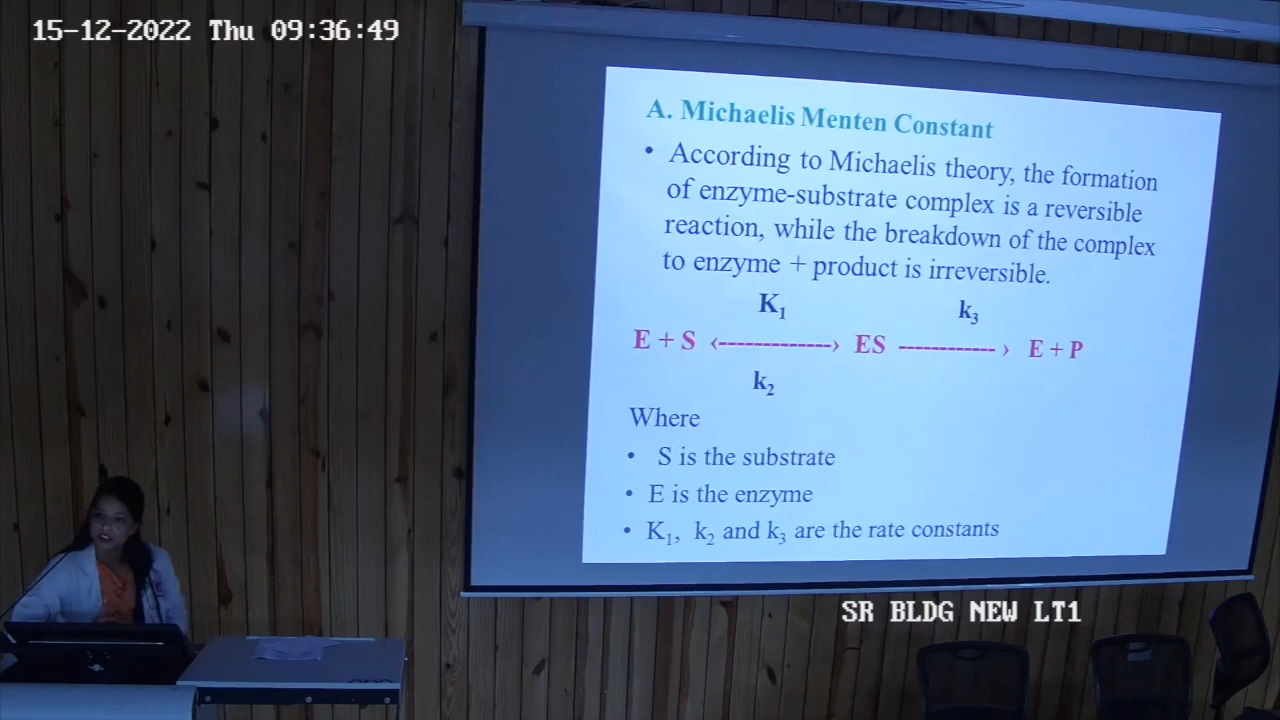 15-12-2022 Thu 09:36:49
A. Michaelis Menten Constant
• According to Michaelis theory, the formation
of enzyme-substrate complex is a reversible
reaction, while the breakdown of the complex
to enzyme + product is irreversible.
K₁ k₃
E + S ‹-------------› ES ------------ › E + P
k₂
Where
• S is the substrate
• E is the enzyme
• K₁, k₂ and k₃ are the rate constants
SR BLDG NEW LT1